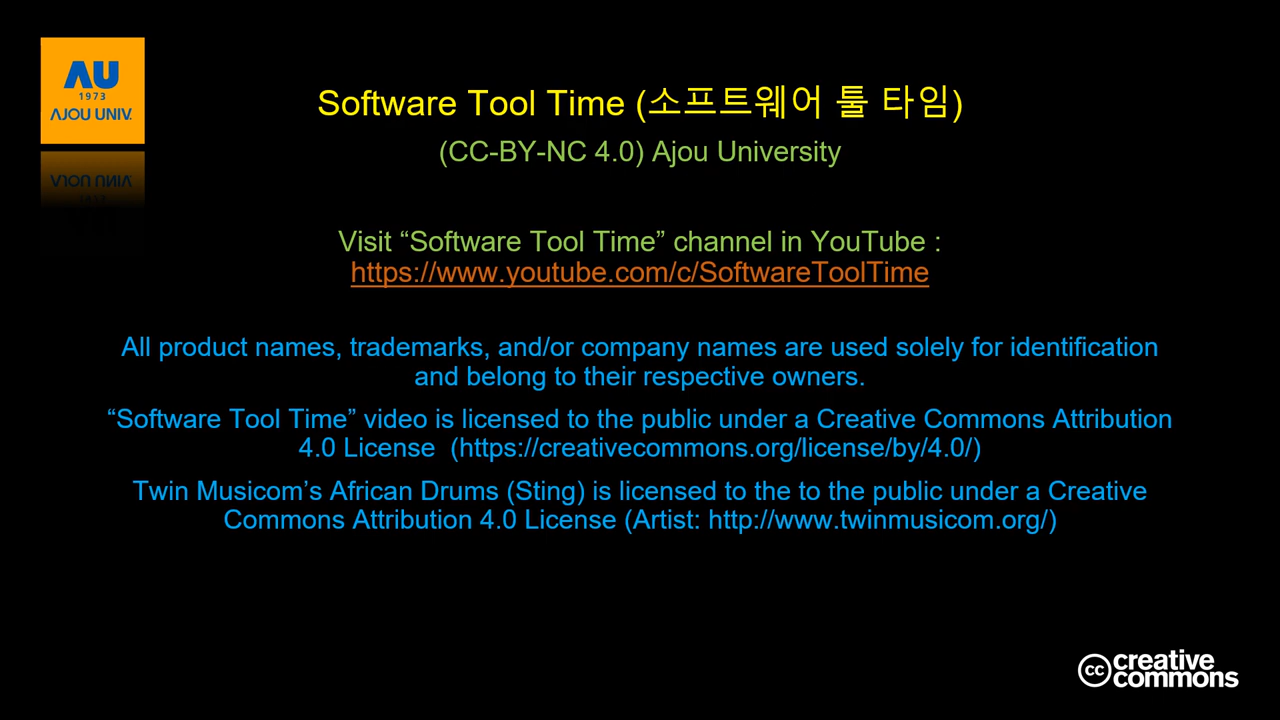 AU
1973
AJOU UNIV.
Software Tool Time (소프트웨어 툴 타임)
(CC-BY-NC 4.0) Ajou University
Visit “Software Tool Time” channel in YouTube :
https://www.youtube.com/c/SoftwareToolTime
All product names, trademarks, and/or company names are used solely for identification
and belong to their respective owners.
“Software Tool Time” video is licensed to the public under a Creative Commons Attribution
4.0 License (https://creativecommons.org/license/by/4.0/)
Twin Musicom’s African Drums (Sting) is licensed to the to the public under a Creative
Commons Attribution 4.0 License (Artist: http://www.twinmusicom.org/)
cc creative
commons